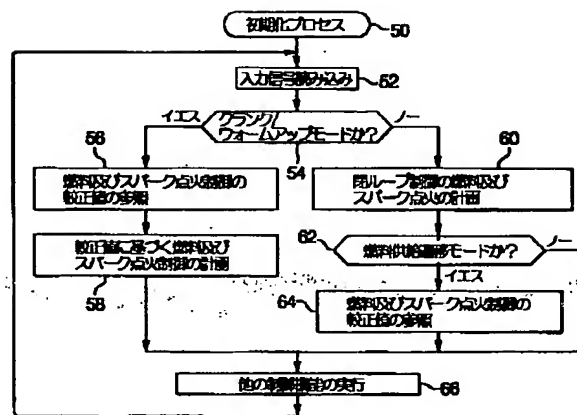 初期化プロセス
50
入力信号読み込み
52
クランク/
ウォームアップモードか?
イエス
ノー
54
56
燃料及びスパーク点火制御の
較正値の参照
60
閉ループ制御の燃料及び
スパーク点火の計画
較正値に基づく燃料及び
スパーク点火制御の計画
58
62
燃料供給遷移モードか?
ノー
イエス
64
燃料及びスパーク点火制御の
較正値の参照
他の制御機能の実行
66